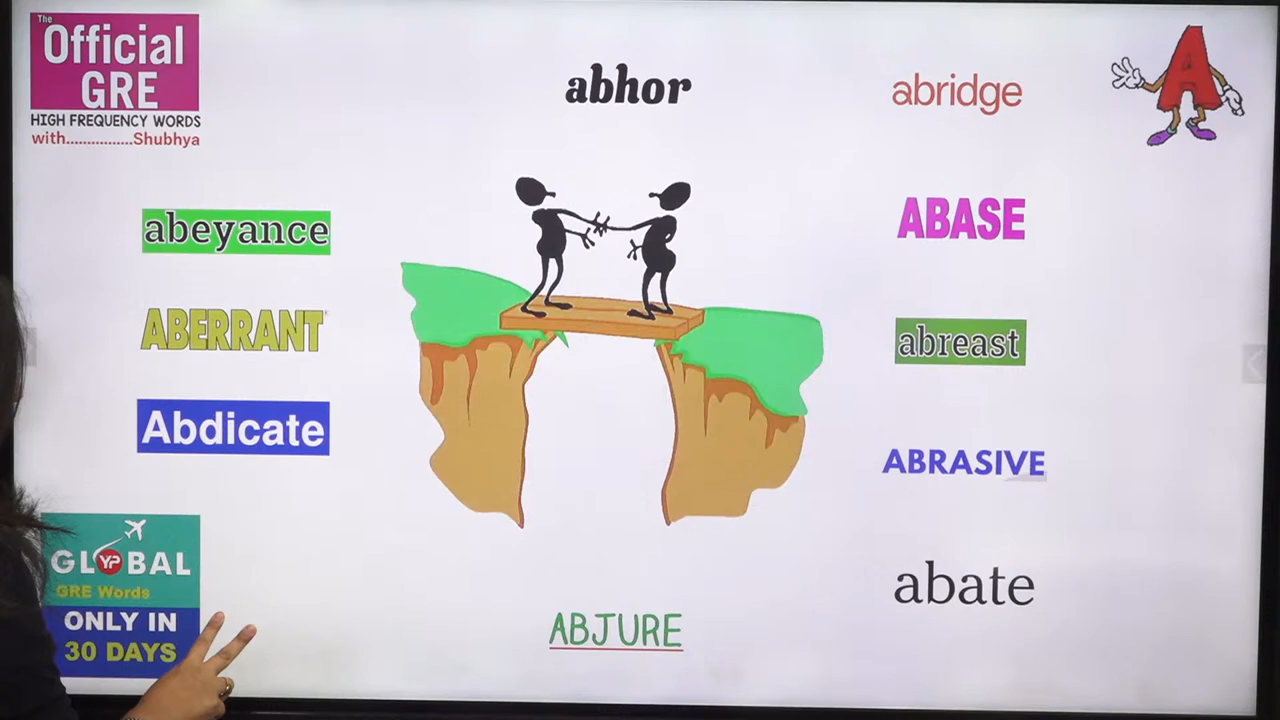 The
Official
GRE
HIGH FREQUENCY WORDS
with................Shubhya
abhor
abridge
A
abeyance
ABASE
ABERRANT
abreast
Abdicate
ABRASIVE
GLOBAL
YP
GRE Words
ONLY IN
30 DAYS
abate
ABJURE